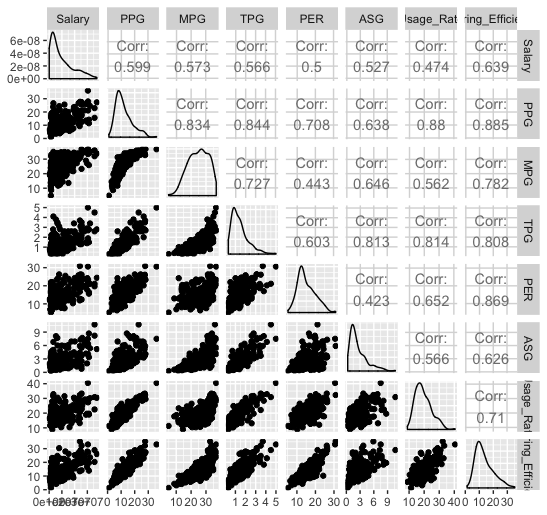 Salary PPG MPG TPG PER ASG Jsage_Rat ring_Efficie
6e-08 Corr: Corr: Corr: Corr: Corr: Corr: Corr: Salary
4e-08
2e-08 0.599 0.573 0.566 0.5 0.527 0.474 0.639
0e+00
30 Corr: Corr: Corr: Corr: Corr: Corr: PPG
20
10 0.834 0.844 0.708 0.638 0.88 0.885
0
30 Corr: Corr: Corr: Corr: Corr: MPG
20
10 0.727 0.443 0.646 0.562 0.782
5 Corr: Corr: Corr: Corr: TPG
4
3
2 0.603 0.813 0.814 0.808
1
30 Corr: Corr: Corr: PER
20
10 0.423 0.652 0.869
9 Corr: Corr: ASG
6
3 0.566 0.626
0
40 Corr: Jsage_Rat
30
20 0.71
10
30 ring_Efficie
20
10
0
0 10 20 30 10 20 30 1 2 3 4 5 10 20 30 0 3 6 9 10 20 30 40 0 10 20 30